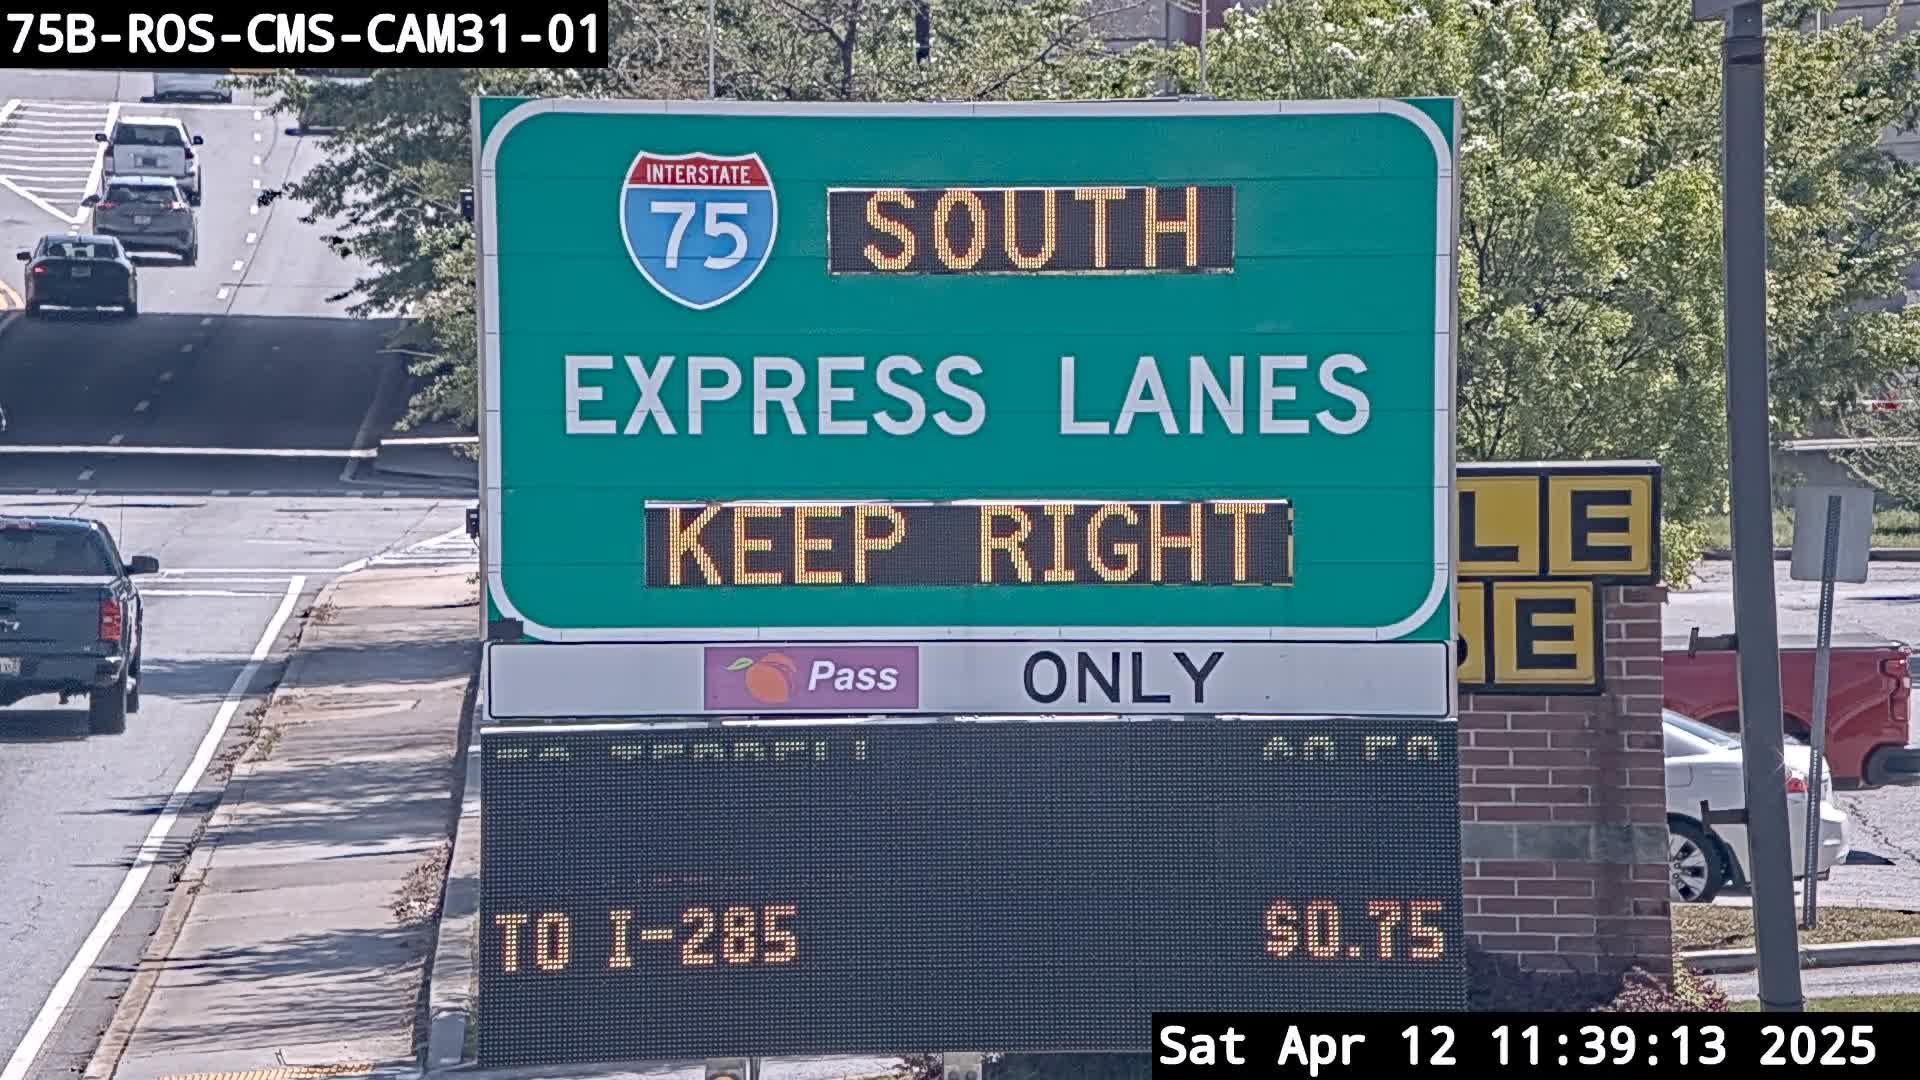 75B-ROS-CMS-CAM31-01
INTERSTATE
75
SOUTH
EXPRESS LANES
KEEP RIGHT
LE
E
Pass
ONLY
TO I-285 $0.75
Sat Apr 12 11:39:13 2025